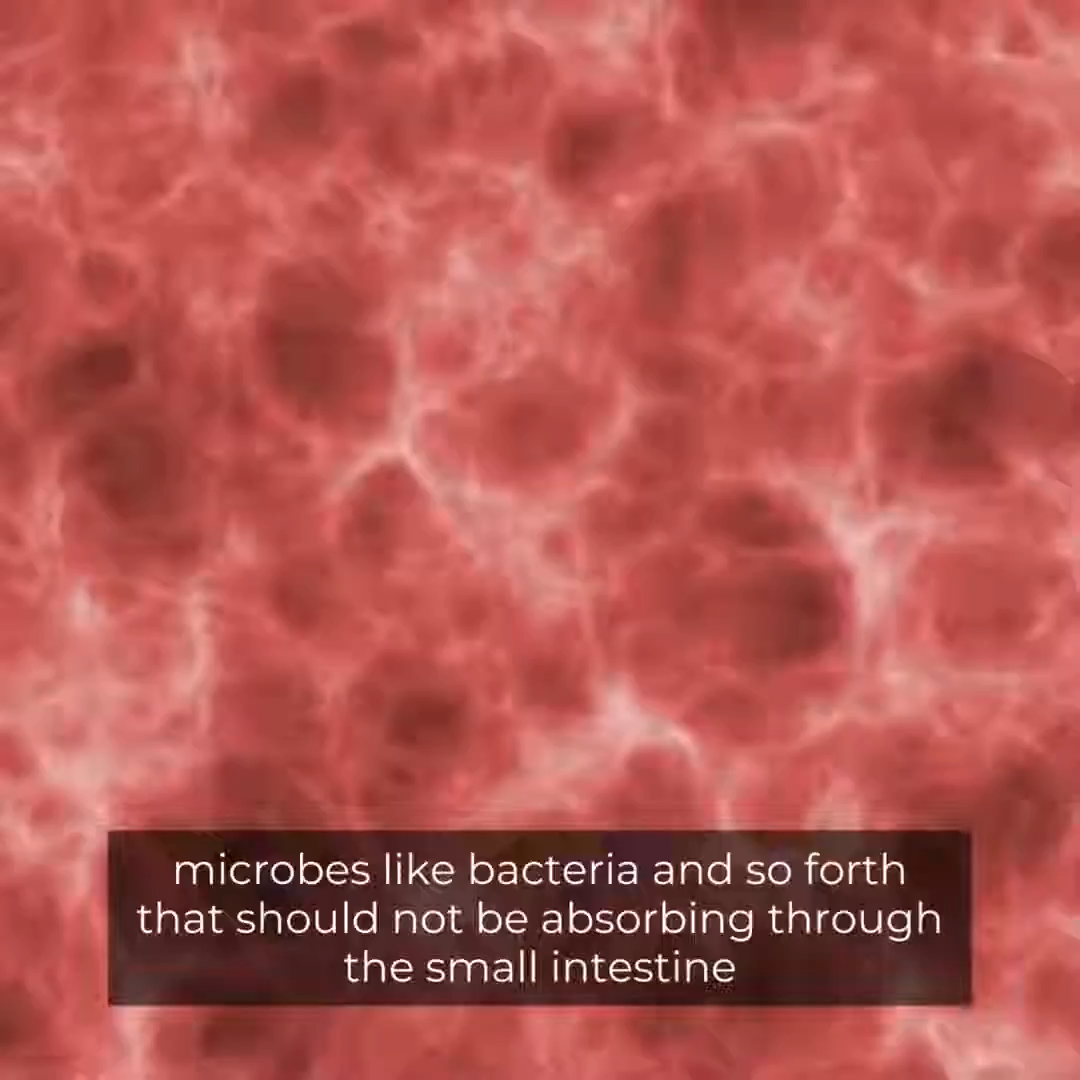 microbes like bacteria and so forth
that should not be absorbing through
the small intestine